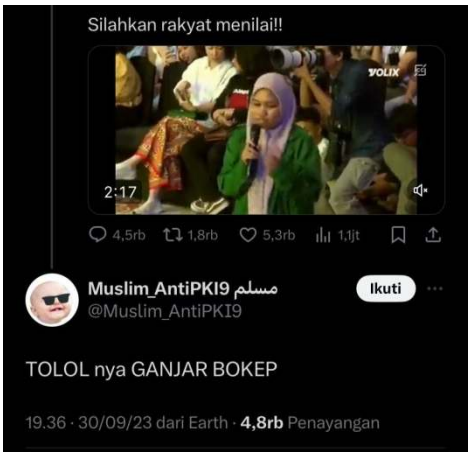 Silahkan rakyat menilai!!
VOLIX
2:17
4,5rb 1,8rb 5,3rb 1,1jt
Muslim_AntiPKI9 مسلم
Ikuti
@Muslim_AntiPKI9
TOLOL nya GANJAR BOKEP
19.36 · 30/09/23 dari Earth · 4,8rb Penayangan